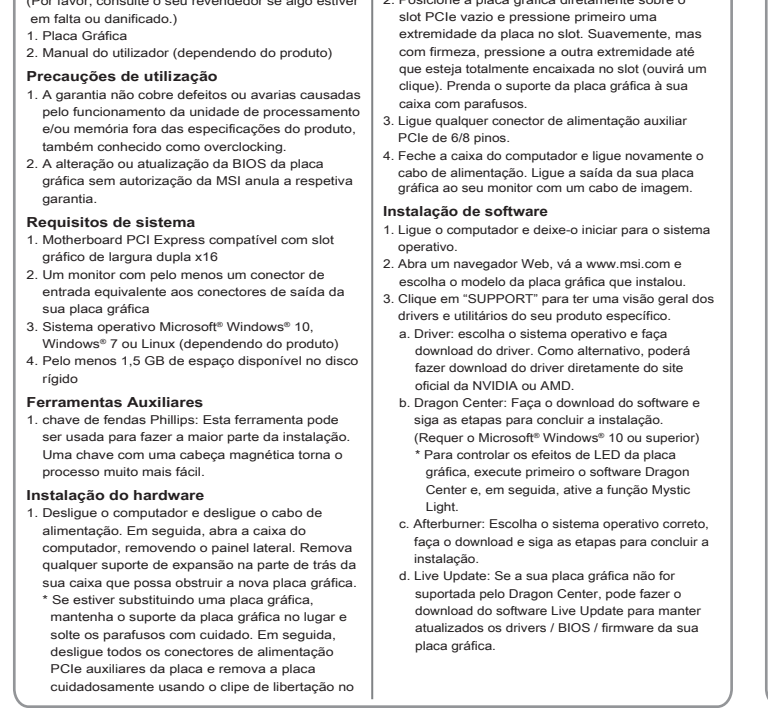 (Por favor, consulte o seu revendedor se algo estiver
em falta ou danificado.)
1. Placa Gráfica
2. Manual do utilizador (dependendo do produto)
Precauções de utilização
1. A garantia não cobre defeitos ou avarias causadas
pelo funcionamento da unidade de processamento
e/ou memória fora das especificações do produto,
também conhecido como overclocking.
2. A alteração ou atualização da BIOS da placa
gráfica sem autorização da MSI anula a respetiva
garantia.
Requisitos de sistema
1. Motherboard PCI Express compatível com slot
gráfico de largura dupla x16
2. Um monitor com pelo menos um conector de
entrada equivalente aos conectores de saída da
sua placa gráfica
3. Sistema operativo Microsoft® Windows® 10,
Windows® 7 ou Linux (dependendo do produto)
4. Pelo menos 1,5 GB de espaço disponível no disco
rígido
Ferramentas Auxiliares
1. chave de fendas Phillips: Esta ferramenta pode
ser usada para fazer a maior parte da instalação.
Uma chave com uma cabeça magnética torna o
processo muito mais fácil.
Instalação do hardware
1. Desligue o computador e desligue o cabo de
alimentação. Em seguida, abra a caixa do
computador, removendo o painel lateral. Remova
qualquer suporte de expansão na parte de trás da
sua caixa que possa obstruir a nova placa gráfica.
* Se estiver substituindo uma placa gráfica,
mantenha o suporte da placa gráfica no lugar e
solte os parafusos com cuidado. Em seguida,
desligue todos os conectores de alimentação
PCIe auxiliares da placa e remova a placa
cuidadosamente usando o clipe de libertação no
2. Posicione a placa gráfica diretamente sobre o
slot PCIe vazio e pressione primeiro uma
extremidade da placa no slot. Suavemente, mas
com firmeza, pressione a outra extremidade até
que esteja totalmente encaixada no slot (ouvirá um
clique). Prenda o suporte da placa gráfica à sua
caixa com parafusos.
3. Ligue qualquer conector de alimentação auxiliar
PCIe de 6/8 pinos.
4. Feche a caixa do computador e ligue novamente o
cabo de alimentação. Ligue a saída da sua placa
gráfica ao seu monitor com um cabo de imagem.
Instalação de software
1. Ligue o computador e deixe-o iniciar para o sistema
operativo.
2. Abra um navegador Web, vá a www.msi.com e
escolha o modelo da placa gráfica que instalou.
3. Clique em “SUPPORT” para ter uma visão geral dos
drivers e utilitários do seu produto específico.
a. Driver: escolha o sistema operativo e faça
download do driver. Como alternativo, poderá
fazer download do driver diretamente do site
oficial da NVIDIA ou AMD.
b. Dragon Center: Faça o download do software e
siga as etapas para concluir a instalação.
(Requer o Microsoft® Windows® 10 ou superior)
* Para controlar os efeitos de LED da placa
gráfica, execute primeiro o software Dragon
Center e, em seguida, ative a função Mystic
Light.
c. Afterburner: Escolha o sistema operativo correto,
faça o download e siga as etapas para concluir a
instalação.
d. Live Update: Se a sua placa gráfica não for
suportada pelo Dragon Center, pode fazer o
download do software Live Update para manter
atualizados os drivers / BIOS / firmware da sua
placa gráfica.